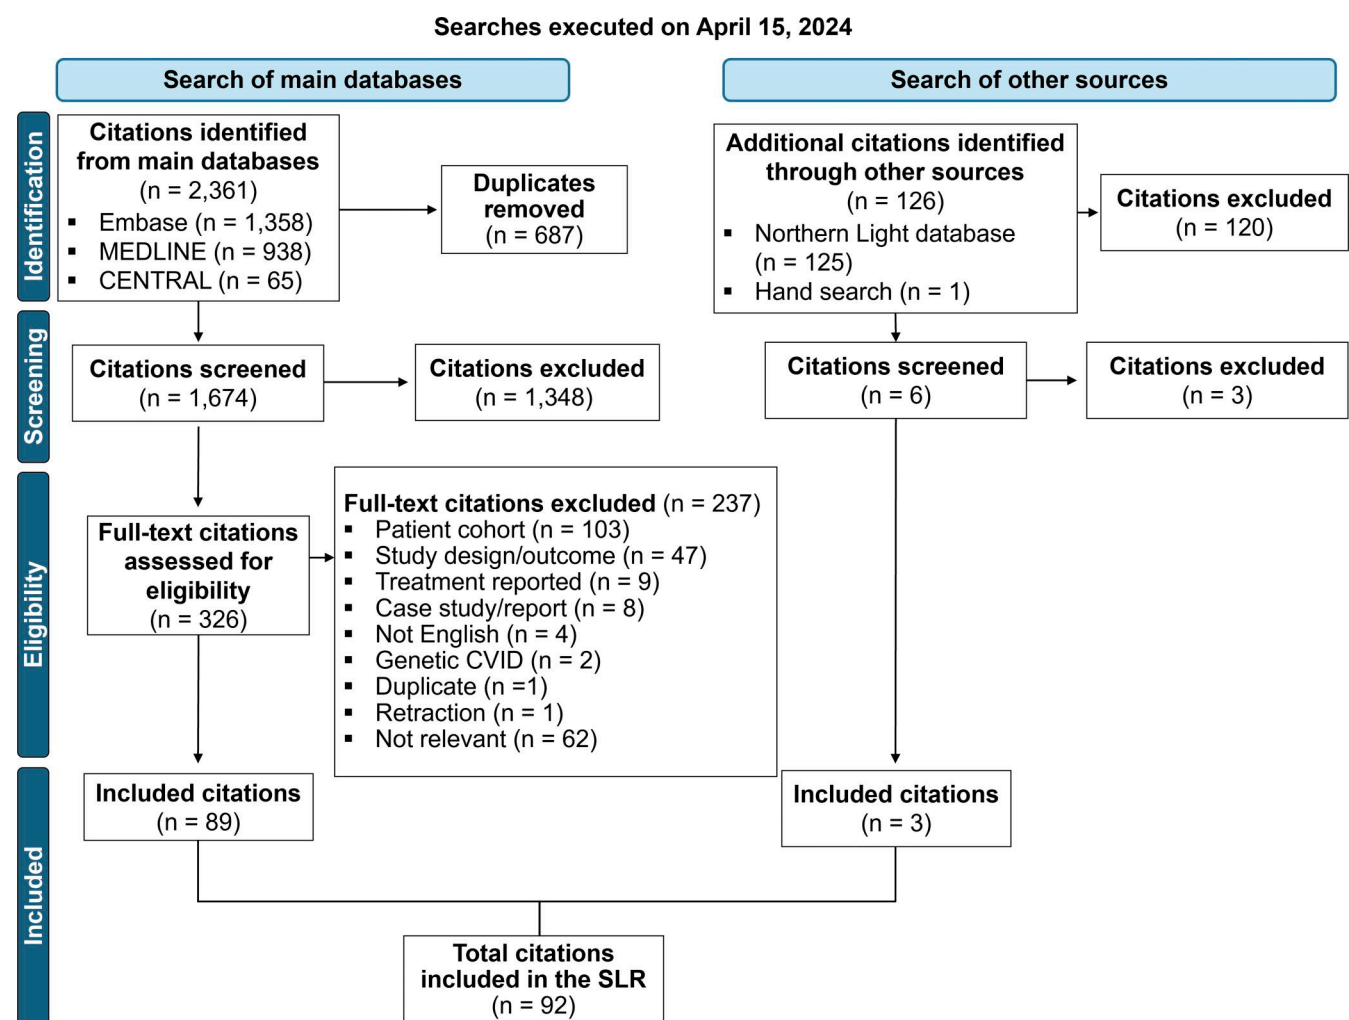 Searches executed on April 15, 2024
Search of main databases
Search of other sources
Identification
Citations identified
from main databases
(n = 2,361)
▪ Embase (n = 1,358)
▪ MEDLINE (n = 938)
▪ CENTRAL (n = 65)
Duplicates
removed
(n = 687)
Additional citations identified
through other sources
(n = 126)
▪ Northern Light database
(n = 125)
▪ Hand search (n = 1)
Citations excluded
(n = 120)
Screening
Citations screened
(n = 1,674)
Citations excluded
(n = 1,348)
Citations screened
(n = 6)
Citations excluded
(n = 3)
Eligibility
Full-text citations
assessed for
eligibility
(n = 326)
Full-text citations excluded (n = 237)
▪ Patient cohort (n = 103)
▪ Study design/outcome (n = 47)
▪ Treatment reported (n = 9)
▪ Case study/report (n = 8)
▪ Not English (n = 4)
▪ Genetic CVID (n = 2)
▪ Duplicate (n =1)
▪ Retraction (n = 1)
▪ Not relevant (n = 62)
Included
Included citations
(n = 89)
Included citations
(n = 3)
Total citations
included in the SLR
(n = 92)